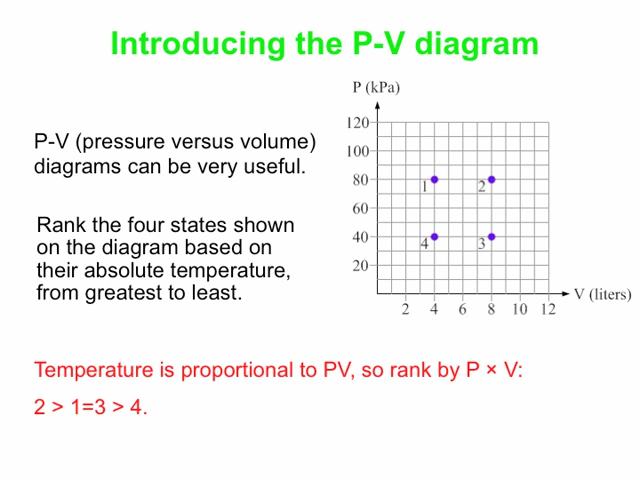 Introducing the P-V diagram
P-V (pressure versus volume)
diagrams can be very useful.
Rank the four states shown
on the diagram based on
their absolute temperature,
from greatest to least.
P (kPa)
120
100
80
60
40
20
1
2
4
3
V (liters)
2 4 6 8 10 12
Temperature is proportional to PV, so rank by P × V:
2 > 1=3 > 4.